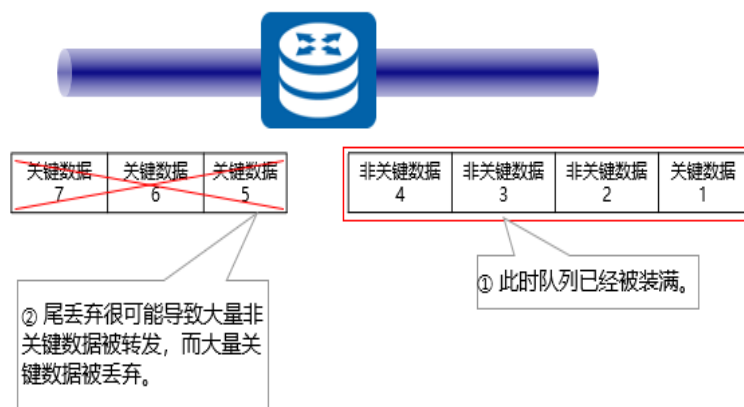 关键数据 关键数据 关键数据 非关键数据 非关键数据 非关键数据 关键数据
7 6 5 4 3 2 1
① 此时队列已经被装满。
② 尾丢弃很可能导致大量非
关键数据被转发，而大量关
键数据被丢弃。